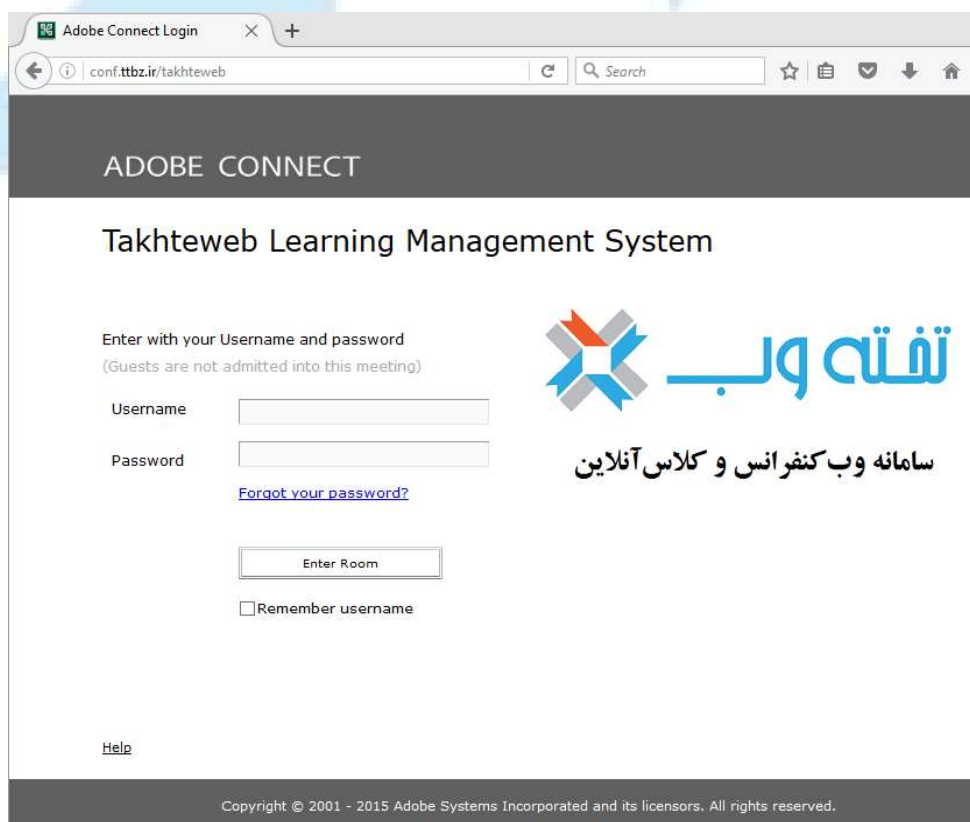 Adobe Connect Login
conf.ttbz.ir/takhteweb
Search
ADOBE CONNECT
Takhteweb Learning Management System
Enter with your Username and password
(Guests are not admitted into this meeting)
Username
Password
Forgot your password?
Enter Room
Remember username
تخته وب
سامانه وب‌کنفرانس و کلاس آنلاین
Help
Copyright © 2001 - 2015 Adobe Systems Incorporated and its licensors. All rights reserved.